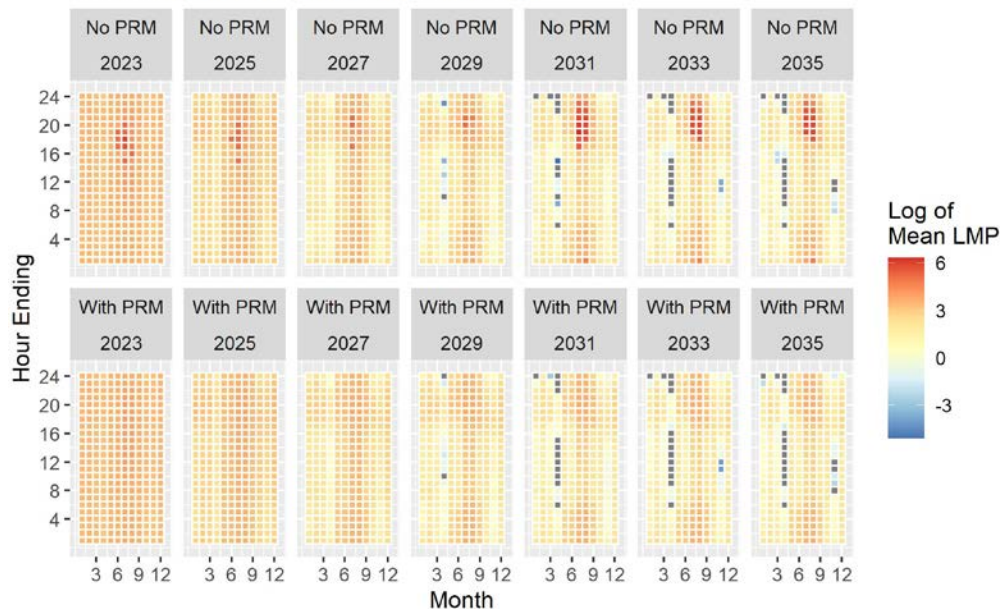 No PRM No PRM No PRM No PRM No PRM No PRM No PRM
2023 2025 2027 2029 2031 2033 2035
24
20
16
12
8
4
With PRM With PRM With PRM With PRM With PRM With PRM With PRM
2023 2025 2027 2029 2031 2033 2035
24
20
16
12
8
4
3 6 9 12 3 6 9 12 3 6 9 12 3 6 9 12 3 6 9 12 3 6 9 12 3 6 9 12
Month
Hour Ending
Log of
Mean LMP
6
3
0
-3